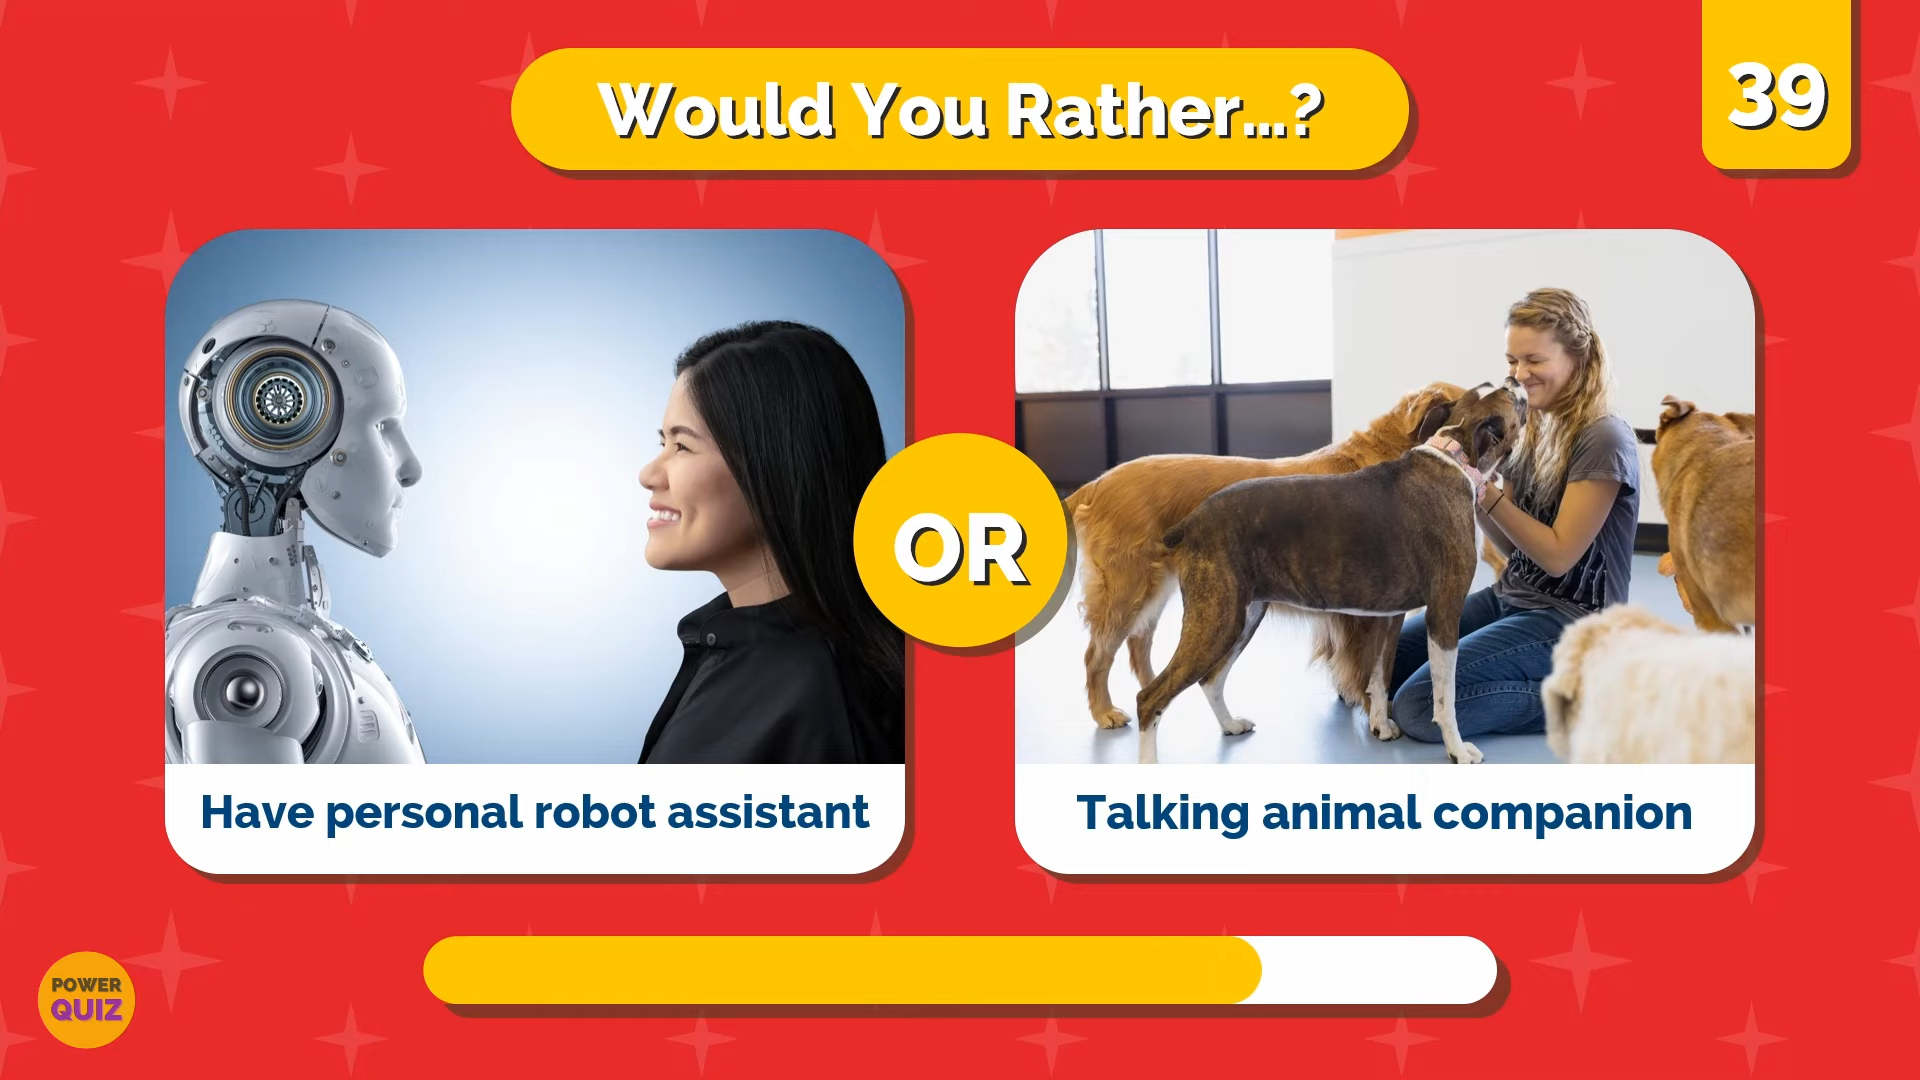 Would You Rather...?
39
OR
Have personal robot assistant
Talking animal companion
POWER
QUIZ